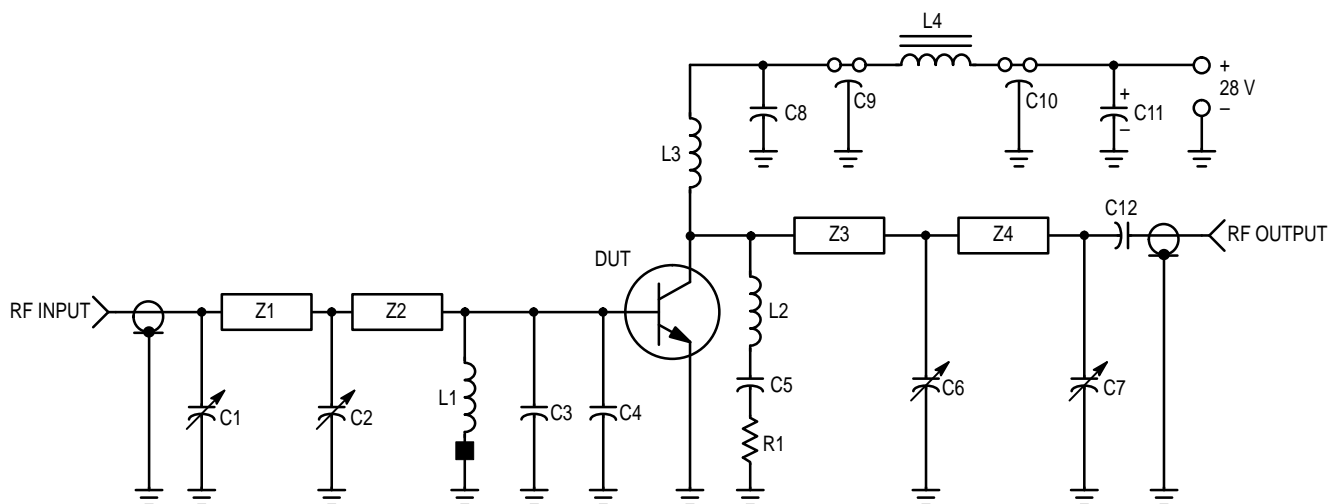 L4
+
28 V
–
C8
C9
C10
+
C11
–
L3
C12
RF OUTPUT
Z3
Z4
DUT
RF INPUT
Z1
Z2
L2
L1
C1
C2
C3
C4
C5
C6
C7
R1